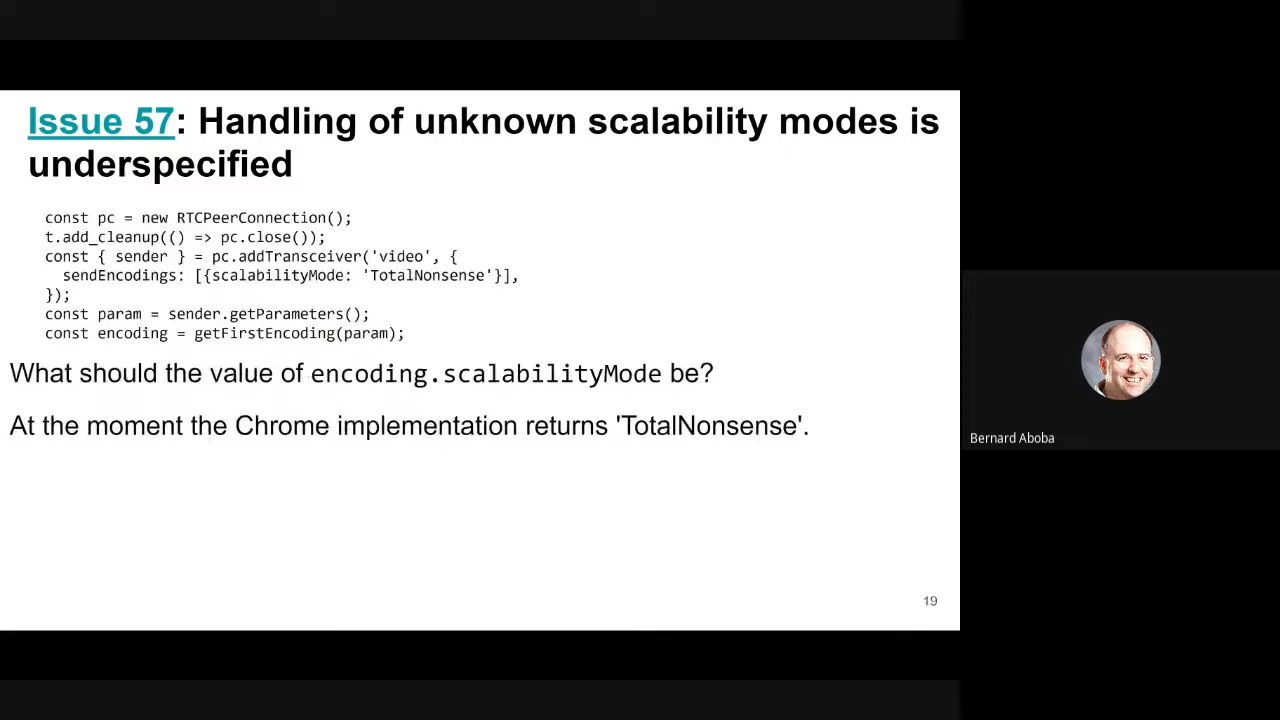 Issue 57: Handling of unknown scalability modes is
underspecified
const pc = new RTCPeerConnection();
t.add_cleanup(() => pc.close());
const { sender } = pc.addTransceiver('video', {
  sendEncodings: [{scalabilityMode: 'TotalNonsense'}],
});
const param = sender.getParameters();
const encoding = getFirstEncoding(param);
What should the value of encoding.scalabilityMode be?
At the moment the Chrome implementation returns 'TotalNonsense'.
19
Bernard Aboba